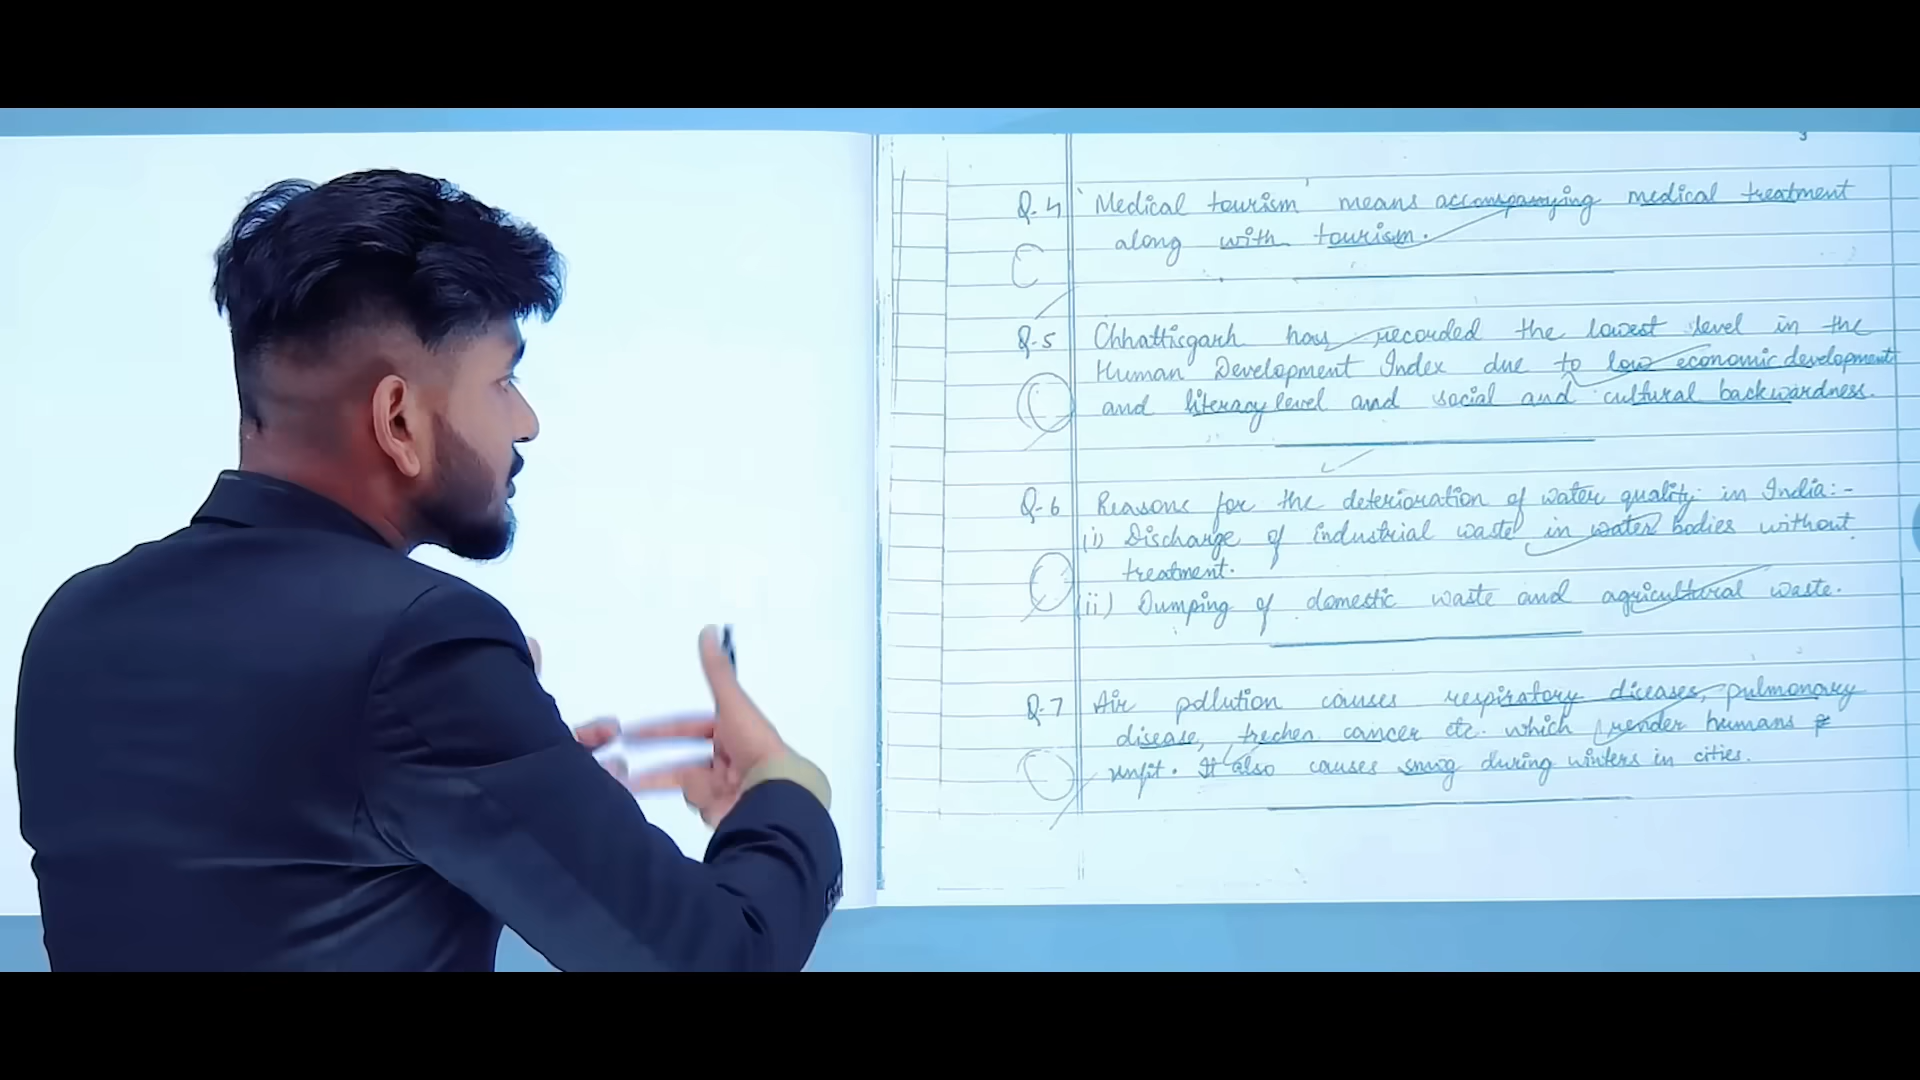 Q.4 'Medical tourism' means accompanying medical treatment
along with tourism.
Q.5 Chhattisgarh has recorded the lowest level in the
Human Development Index due to low economic development
and literacy level and social and cultural backwardness.
Q.6 Reasons for the deterioration of water quality in India:-
(i) Discharge of industrial waste in water bodies without
treatment.
(ii) Dumping of domestic waste and agricultural waste.
Q.7 Air pollution causes respiratory diceases, pulmonary
disease, trechen cancer etc. which render humans
unfit. It also causes smog during winters in cities.